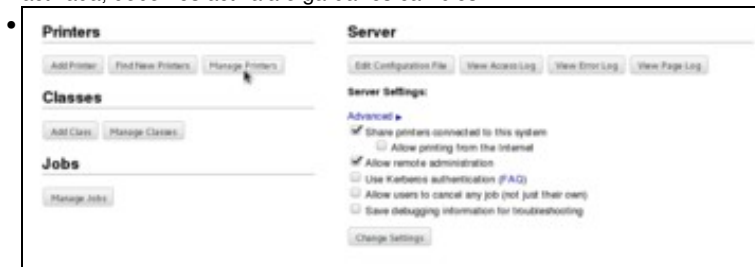 Printers
Add Printer Find New Printers Manage Printers
Classes
Add Class Manage Classes
Jobs
Manage Jobs
Server
Edit Configuration File View Access Log View Error Log View Page Log
Server Settings:
Advanced ▸
Share printers connected to this system
Allow printing from the Internet
Allow remote administration
Use Kerberos authentication (FAQ)
Allow users to cancel any job (not just their own)
Save debugging information for troubleshooting
Change Settings